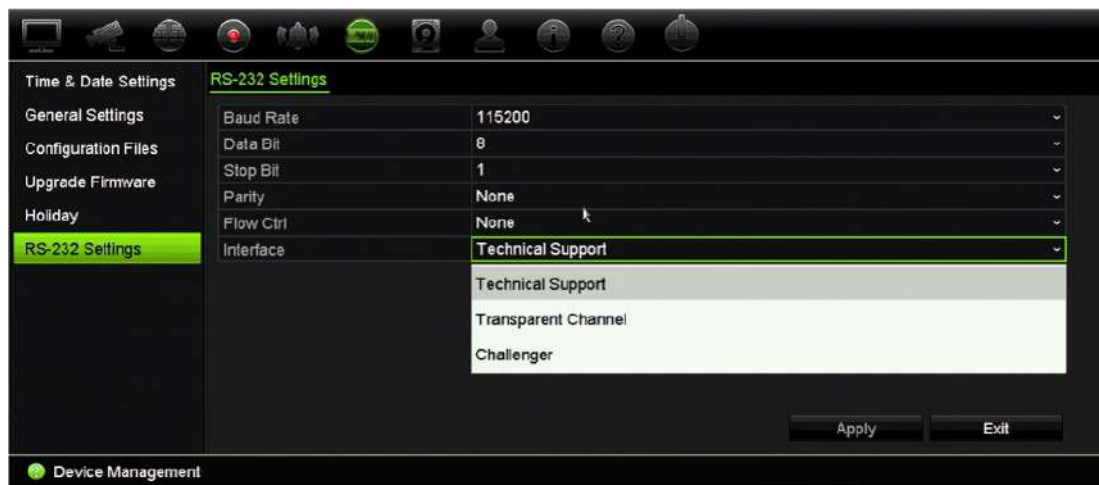 Time & Date Settings
General Settings
Configuration Files
Upgrade Firmware
Holiday
RS-232 Settings
RS-232 Settings
Baud Rate 115200
Data Bit 8
Stop Bit 1
Parity None
Flow Ctrl None
Interface Technical Support
Technical Support
Transparent Channel
Challenger
Apply Exit
Device Management